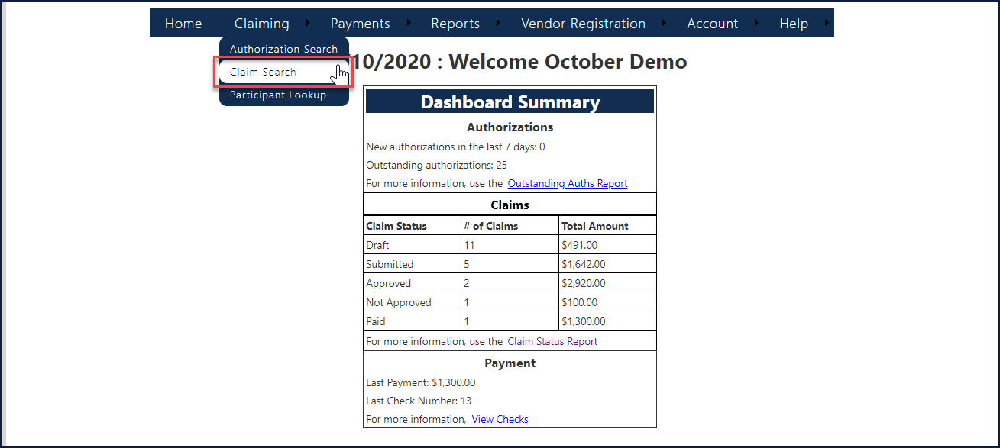 Home Claiming Payments Reports Vendor Registration Account Help
Authorization Search
Claim Search
Participant Lookup
10/2020 : Welcome October Demo
Dashboard Summary
Authorizations
New authorizations in the last 7 days: 0
Outstanding authorizations: 25
For more information, use the Outstanding Auths Report
Claims
Claim Status # of Claims Total Amount
Draft 11 $491.00
Submitted 5 $1,642.00
Approved 2 $2,920.00
Not Approved 1 $100.00
Paid 1 $1,300.00
For more information, use the Claim Status Report
Payment
Last Payment: $1,300.00
Last Check Number: 13
For more information, View Checks